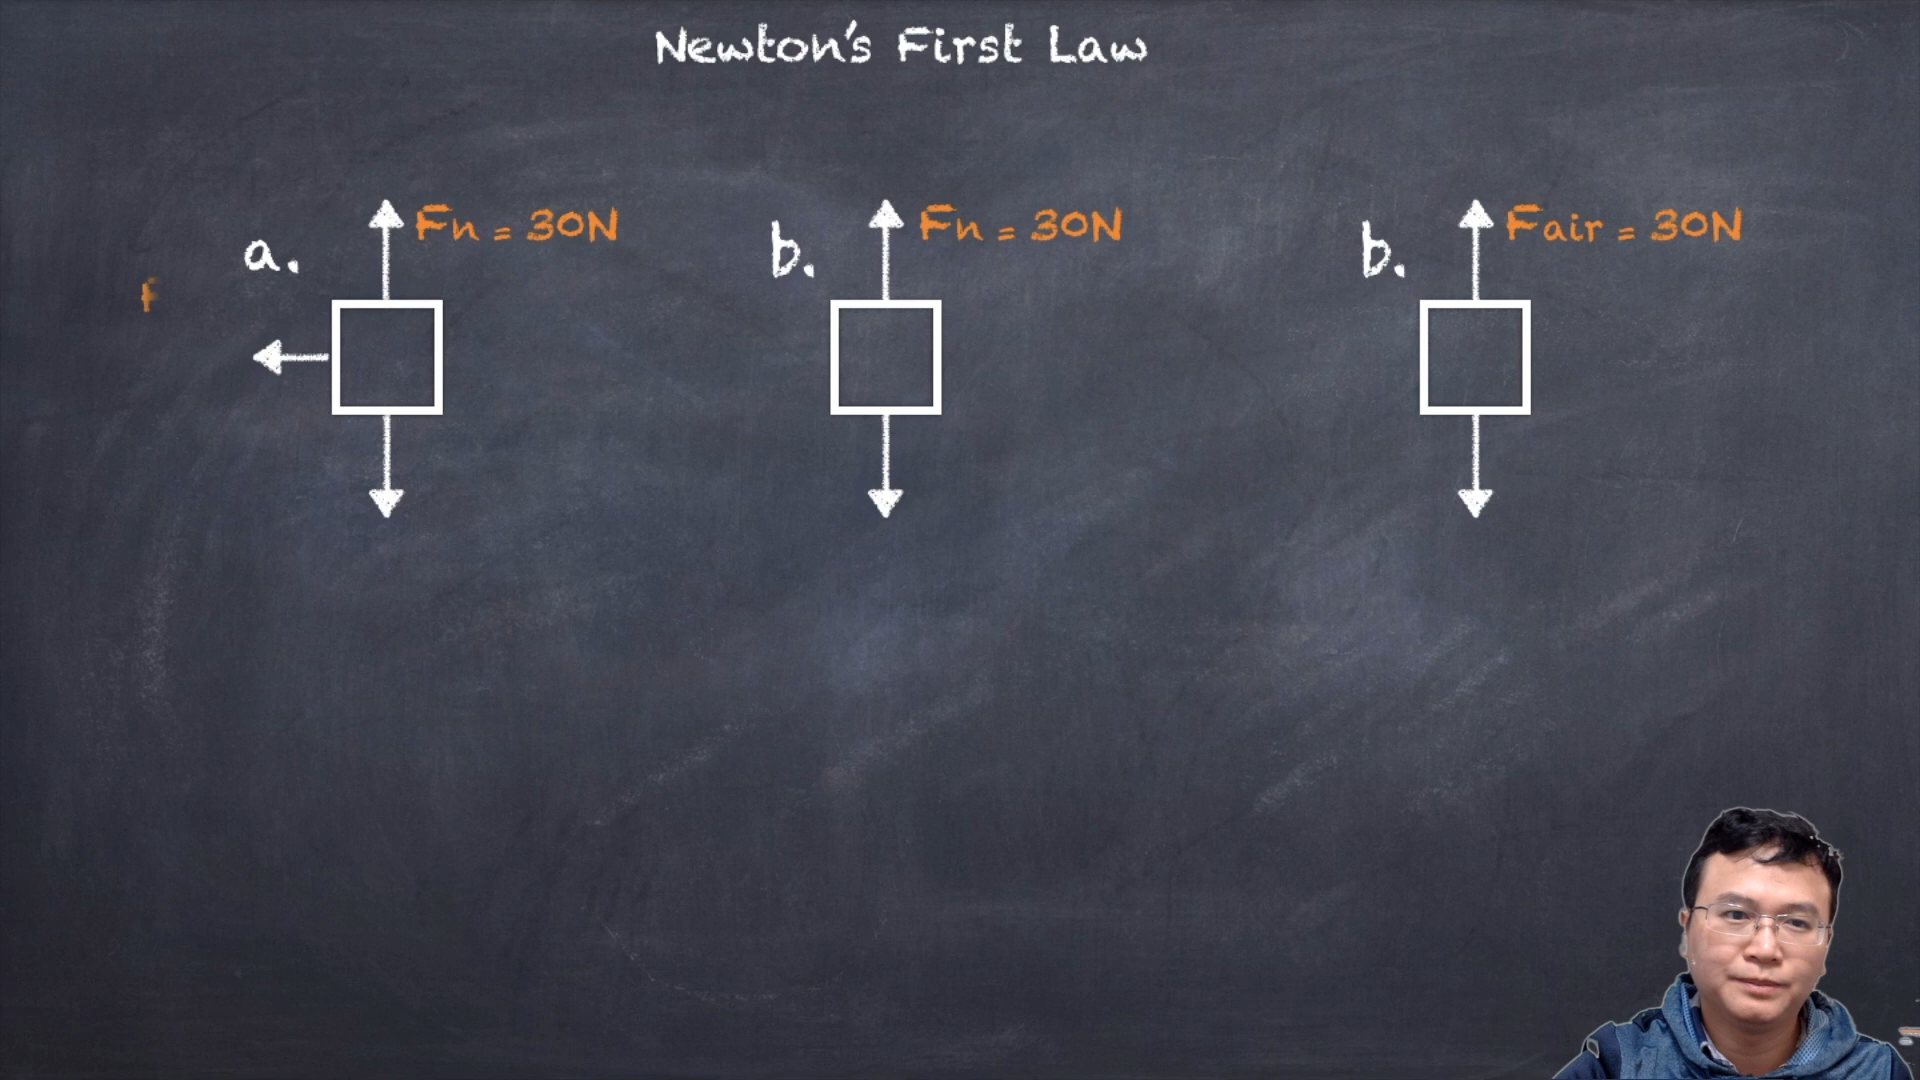 Newton's First Law
a. Fn = 30N
b. Fn = 30N
b. Fair = 30N
F